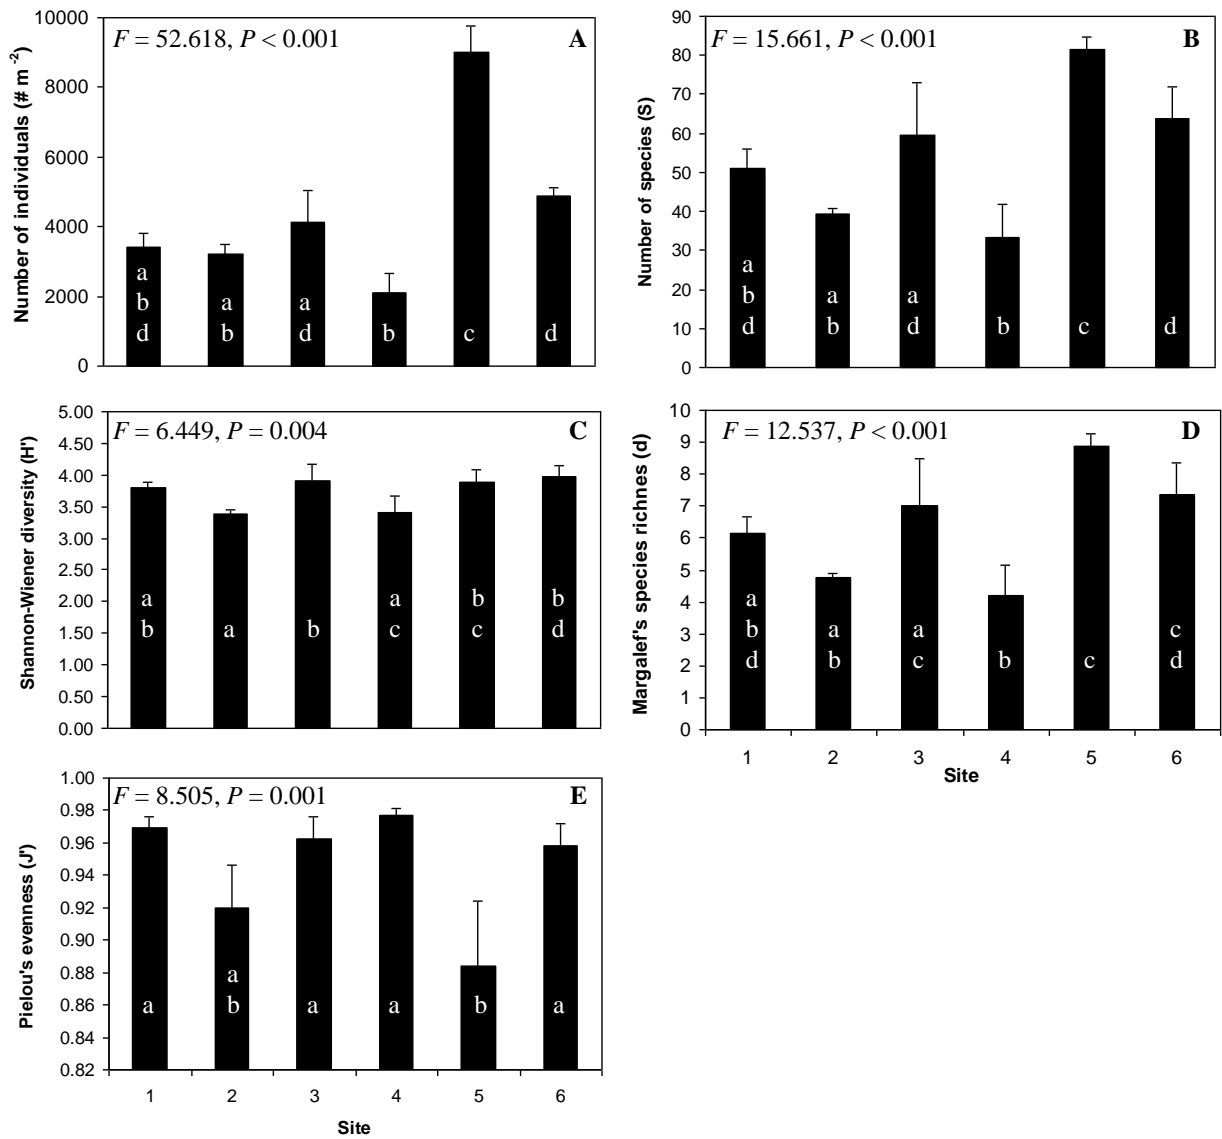 F = 52.618, P < 0.001
A
Number of individuals (# m-2)
10000
8000
6000
4000
2000
0
a a a b c d
b b d
d
F = 15.661, P < 0.001
B
Number of species (S)
90
80
70
60
50
40
30
20
10
0
a a a b c d
b b d
d
F = 6.449, P = 0.004
C
Shannon-Wiener diversity (H')
5.00
4.50
4.00
3.50
3.00
2.50
2.00
1.50
1.00
0.50
0.00
a a b a b b
b c c d
F = 12.537, P < 0.001
D
Margalef's species richnes (d)
10
9
8
7
6
5
4
3
2
1
0
a a a b c c
b b c d
d
1 2 3 4 5 6
Site
F = 8.505, P = 0.001
E
Pielou's evenness (J')
1.00
0.98
0.96
0.94
0.92
0.90
0.88
0.86
0.84
0.82
a a a a b a
b
1 2 3 4 5 6
Site